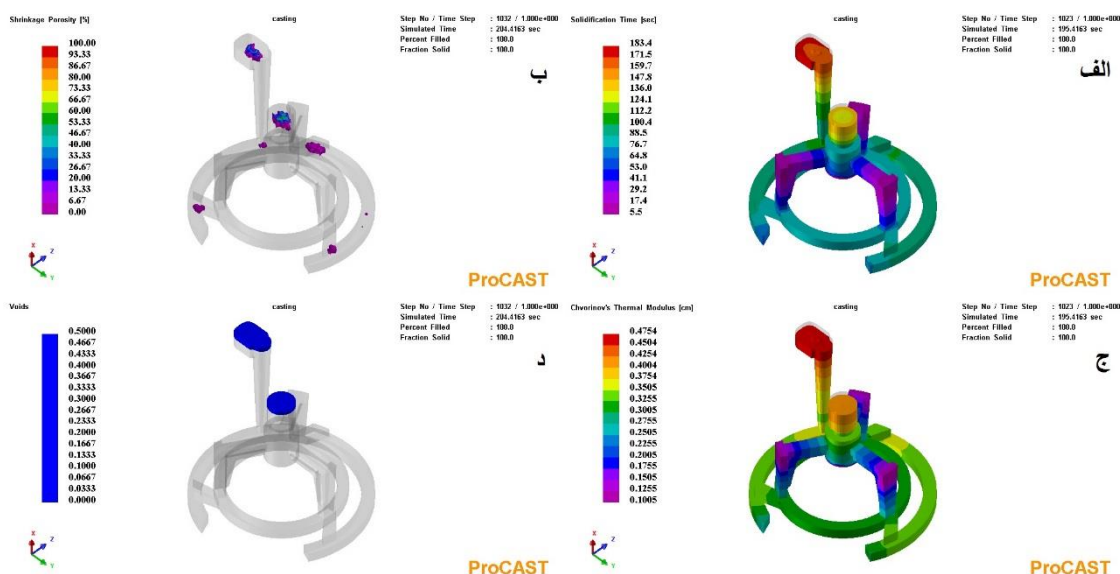 Shrinkage Porosity [%]
casting
Step No / Time Step : 1032 / 1.000e+000
Simulated Time : 204.4163 sec
Percent Filled : 100.0
Fraction Solid : 100.0
100.00
93.33
86.67
80.00
73.33
66.67
60.00
53.33
46.67
40.00
33.33
26.67
20.00
13.33
6.67
0.00
ب
X
Z
Y
ProCAST
Solidification Time [sec]
casting
Step No / Time Step : 1023 / 1.000e+000
Simulated Time : 195.4163 sec
Percent Filled : 100.0
Fraction Solid : 100.0
183.4
171.5
159.7
147.8
136.0
124.1
112.2
100.4
88.5
76.7
64.8
53.0
41.1
29.2
17.4
5.5
الف
X
Z
Y
ProCAST
Voids
casting
Step No / Time Step : 1032 / 1.000e+000
Simulated Time : 204.4163 sec
Percent Filled : 100.0
Fraction Solid : 100.0
0.5000
0.4667
0.4333
0.4000
0.3667
0.3333
0.3000
0.2667
0.2333
0.2000
0.1667
0.1333
0.1000
0.0667
0.0333
0.0000
د
X
Z
Y
ProCAST
Chvorinov's Thermal Modulus [cm]
casting
Step No / Time Step : 1023 / 1.000e+000
Simulated Time : 195.4163 sec
Percent Filled : 100.0
Fraction Solid : 100.0
0.4754
0.4504
0.4254
0.4004
0.3754
0.3505
0.3255
0.3005
0.2755
0.2505
0.2255
0.2005
0.1755
0.1505
0.1255
0.1005
ج
X
Z
Y
ProCAST